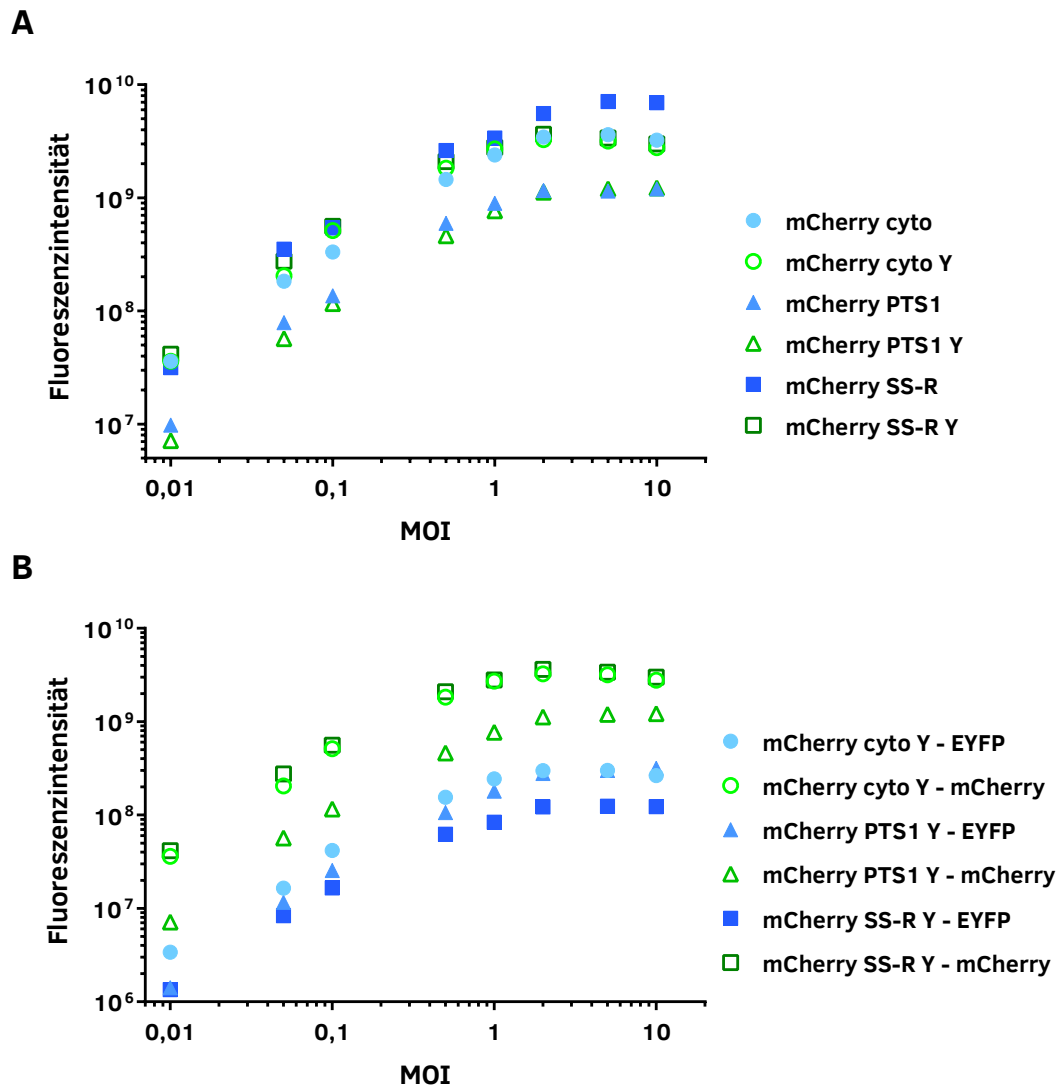 A
Fluoreszenzintensität
10^10
10^9
10^8
10^7
0,01
0,1
1
10
MOI
mCherry cyto
mCherry cyto Y
mCherry PTS1
mCherry PTS1 Y
mCherry SS-R
mCherry SS-R Y
B
Fluoreszenzintensität
10^10
10^9
10^8
10^7
10^6
0,01
0,1
1
10
MOI
mCherry cyto Y - EYFP
mCherry cyto Y - mCherry
mCherry PTS1 Y - EYFP
mCherry PTS1 Y - mCherry
mCherry SS-R Y - EYFP
mCherry SS-R Y - mCherry